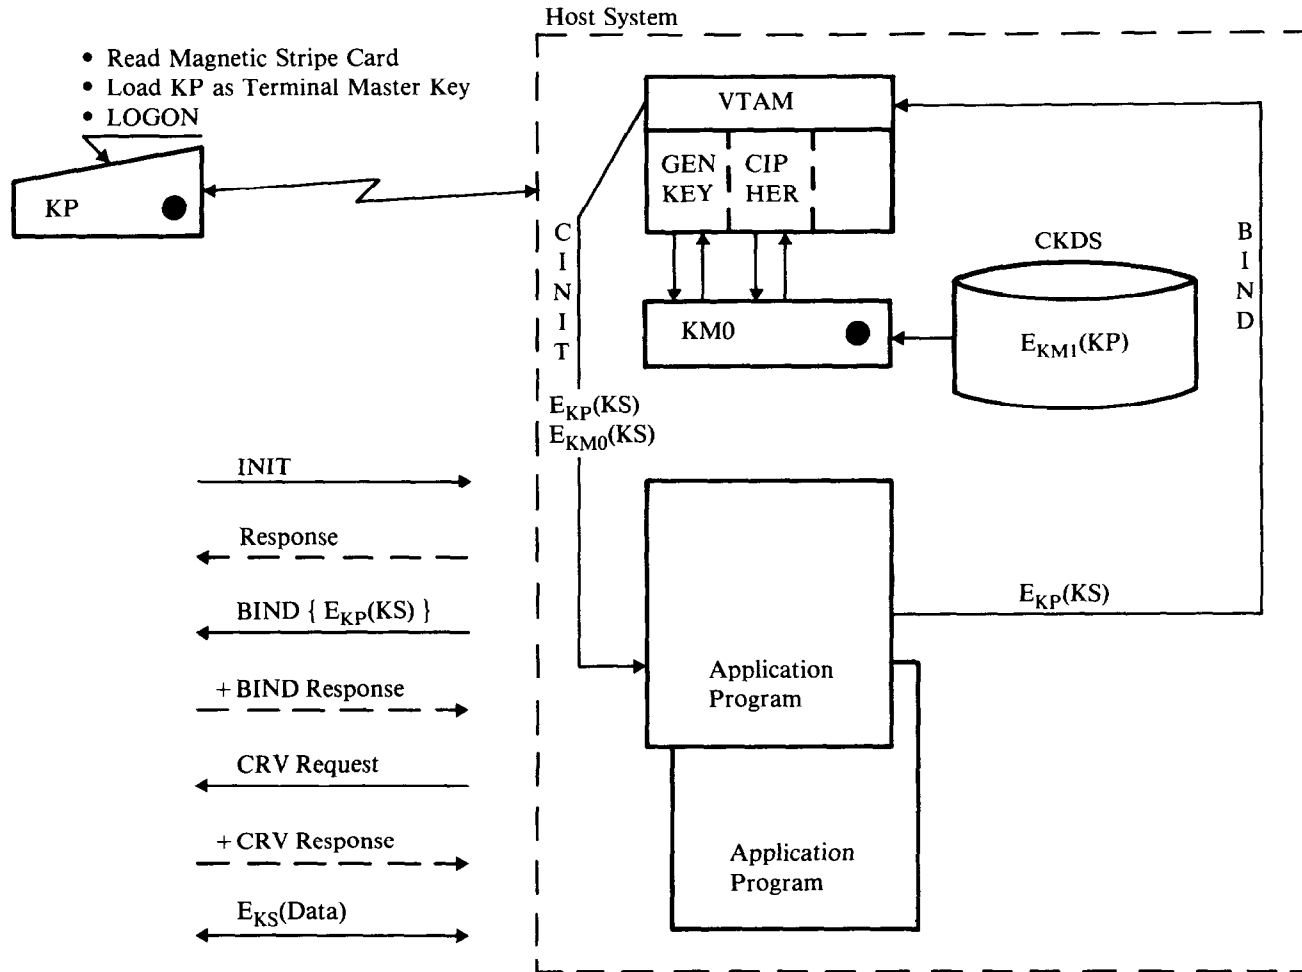 Host System
• Read Magnetic Stripe Card
• Load KP as Terminal Master Key
• LOGON
KP
VTAM
GEN KEY
CIP HER
CINIT
KM0
CKDS
E_KM1(KP)
BIND
E_KP(KS)
E_KM0(KS)
INIT
Response
BIND { E_KP(KS) }
+ BIND Response
CRV Request
+ CRV Response
E_KS(Data)
E_KP(KS)
Application
Program
Application
Program